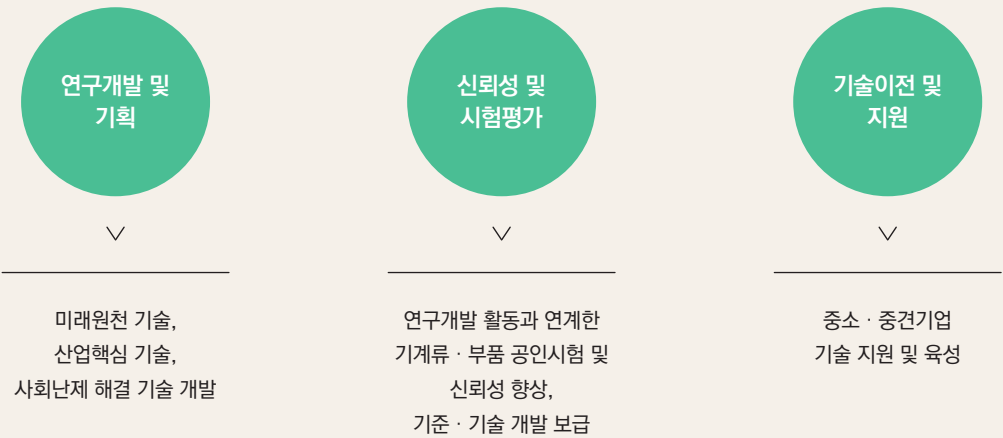 연구개발 및
기획
미래원천 기술,
산업핵심 기술,
사회난제 해결 기술 개발
신뢰성 및
시험평가
연구개발 활동과 연계한
기계류 · 부품 공인시험 및
신뢰성 향상,
기준 · 기술 개발 보급
기술이전 및
지원
중소 · 중견기업
기술 지원 및 육성